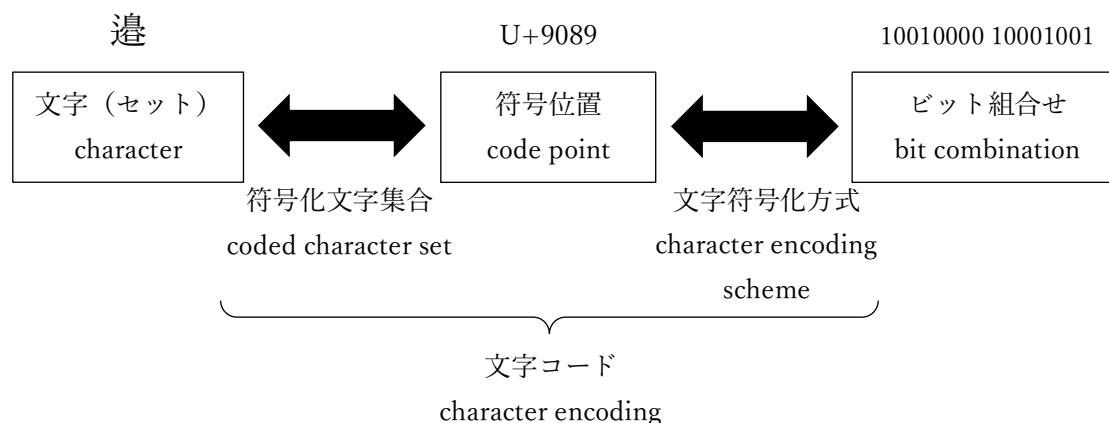 邉
U+9089
10010000 10001001
文字（セット）
character
符号位置
code point
ビット組合せ
bit combination
符号化文字集合
coded character set
文字符号化方式
character encoding
scheme
文字コード
character encoding